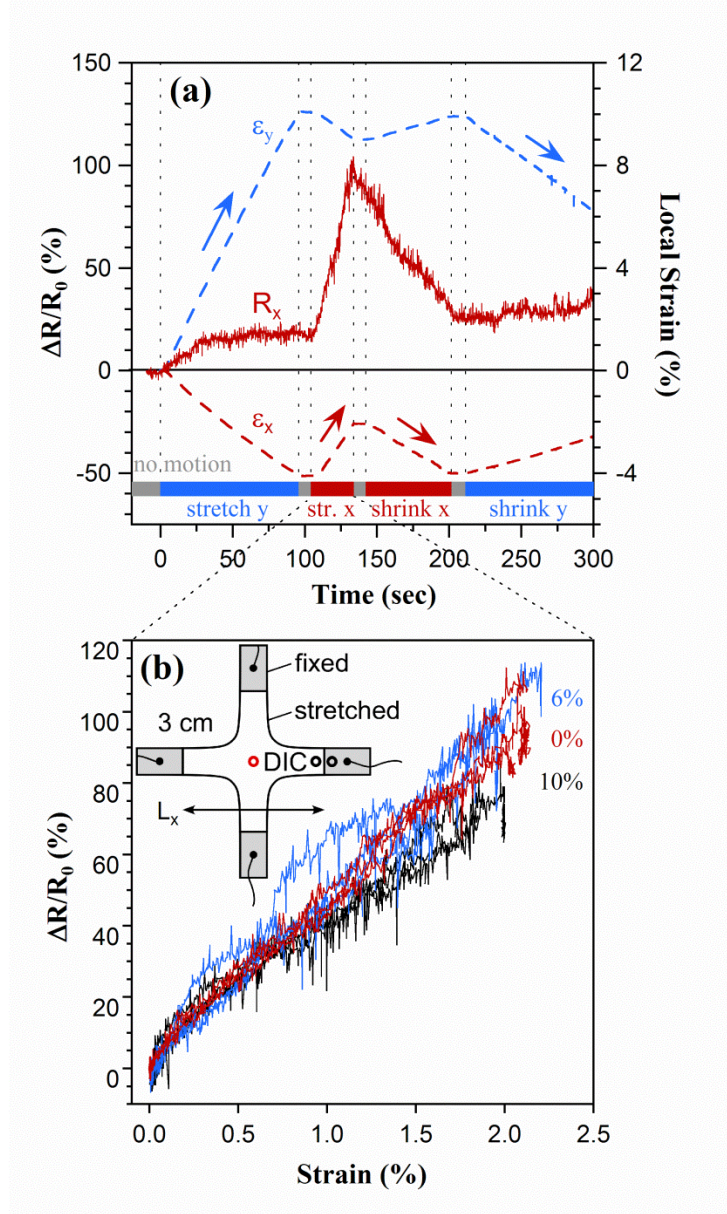 (a)
150
100
50
0
-50
ΔR/R₀ (%)
12
8
4
0
-4
Local Strain (%)
εy
Rx
εx
no motion
stretch y
str. x
shrink x
shrink y
0
50
100
150
200
250
300
Time (sec)
(b)
120
100
80
60
40
20
0
ΔR/R₀ (%)
fixed
stretched
3 cm
DIC
Lx
6%
0%
10%
0.0
0.5
1.0
1.5
2.0
2.5
Strain (%)